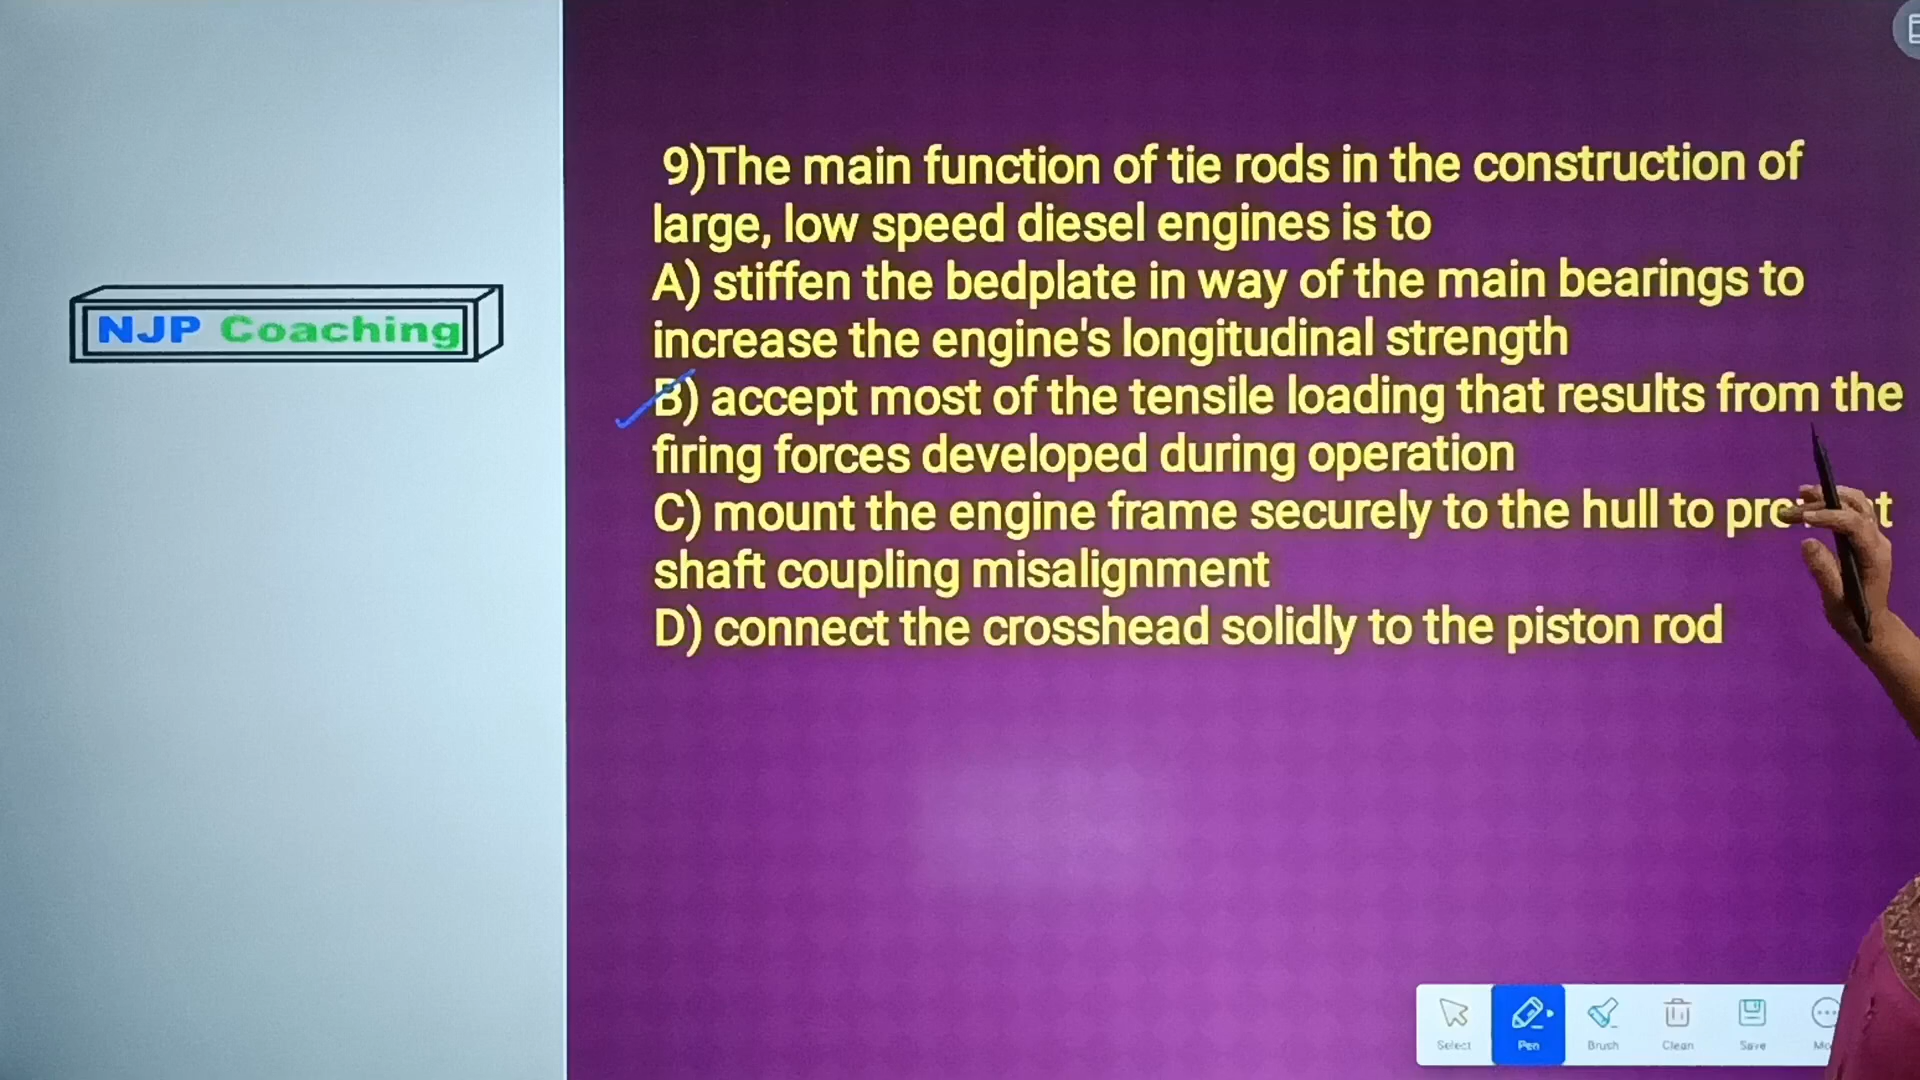 NJP Coaching
9)The main function of tie rods in the construction of
large, low speed diesel engines is to
A) stiffen the bedplate in way of the main bearings to
increase the engine's longitudinal strength
B) accept most of the tensile loading that results from the
firing forces developed during operation
C) mount the engine frame securely to the hull to
shaft coupling misalignment
D) connect the crosshead solidly to the piston rod
Select Pen Brush Clean Save